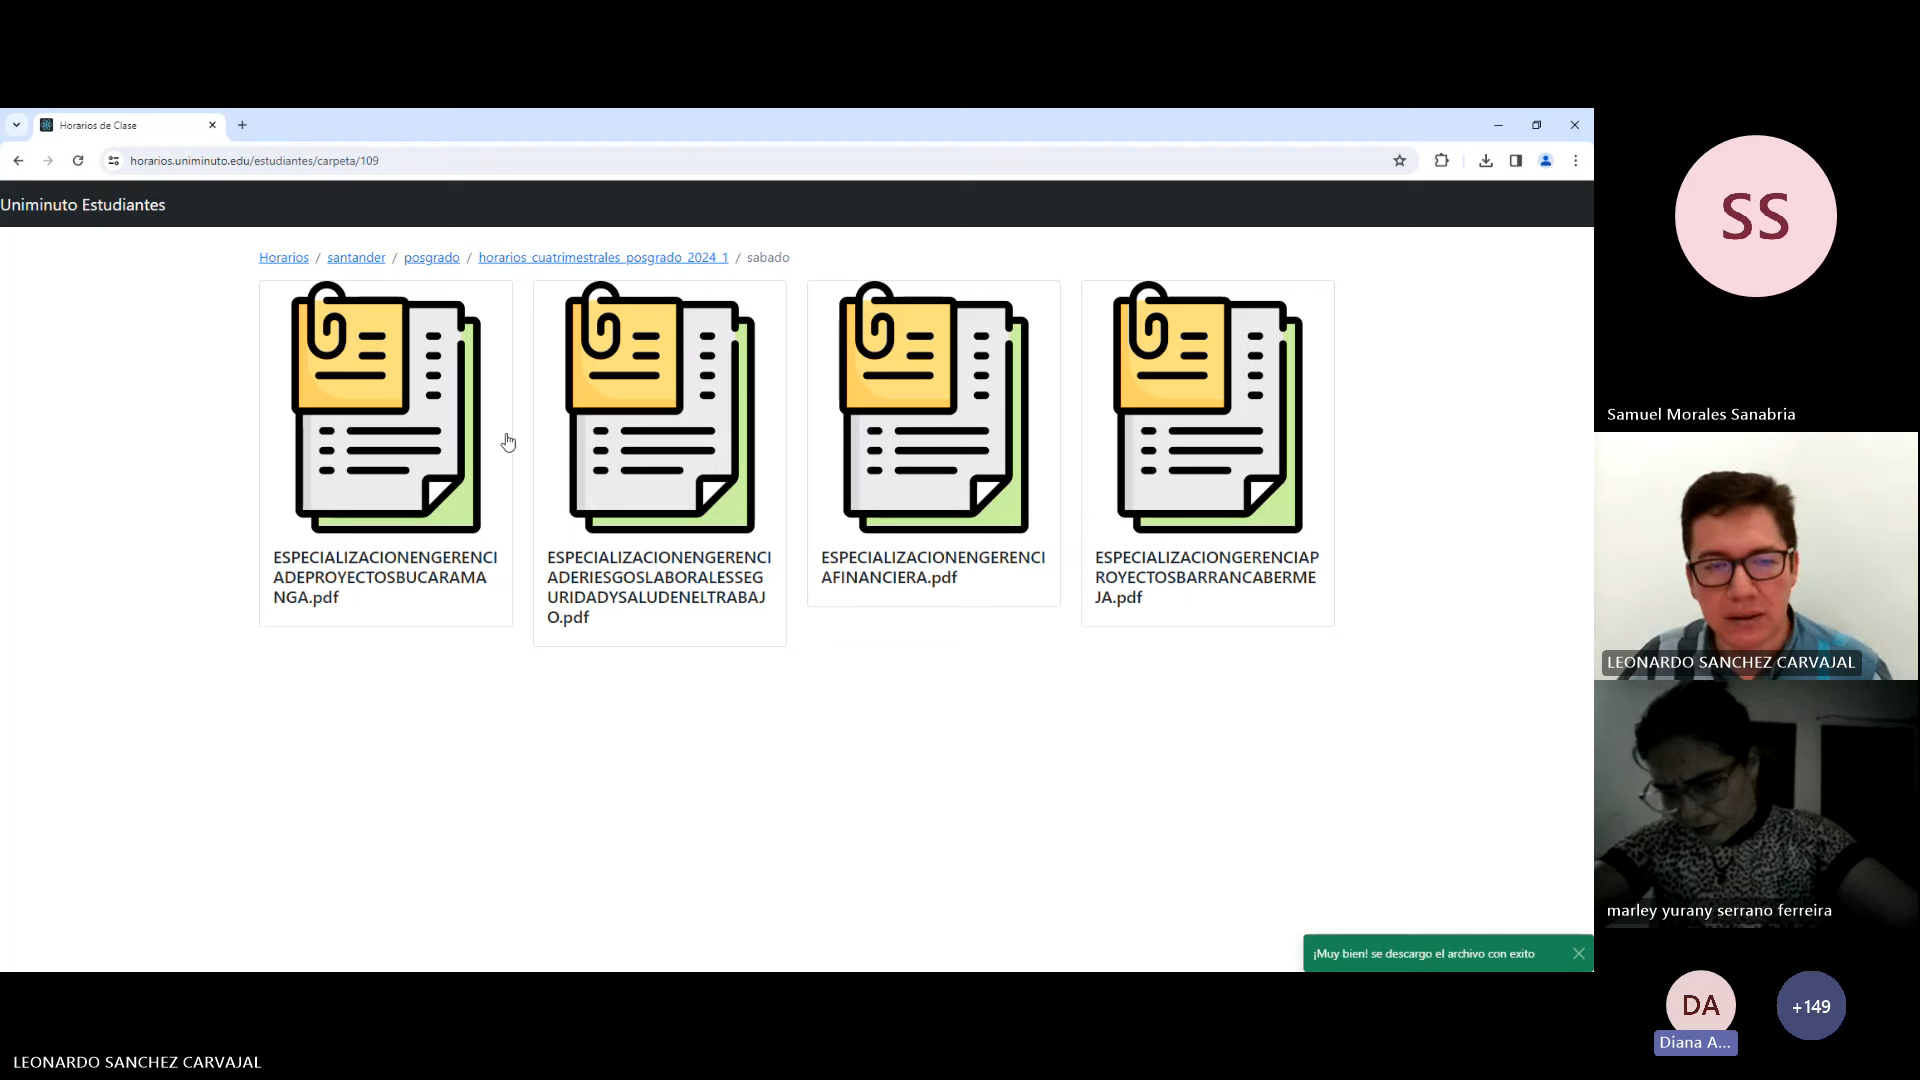 Horarios de Clase
horarios.uniminuto.edu/estudiantes/carpeta/109
Uniminuto Estudiantes
Horarios / santander / posgrado / horarios_cuatrimestrales_posgrado_2024_1 / sabado
ESPECIALIZACIONENGERENCI
ADEPROYECTOSBUCARAMA
NGA.pdf
ESPECIALIZACIONENGERENCI
ADERIESGOSLABORALESSEG
URIDADYSALUDENELTRABAJ
O.pdf
ESPECIALIZACIONENGERENCI
AFINANCIERA.pdf
ESPECIALIZACIONGERENCIAP
ROYECTOSBARRANCABERME
JA.pdf
¡Muy bien! se descargo el archivo con exito
SS
Samuel Morales Sanabria
LEONARDO SANCHEZ CARVAJAL
marley yurany serrano ferreira
DA
Diana A...
+149
LEONARDO SANCHEZ CARVAJAL